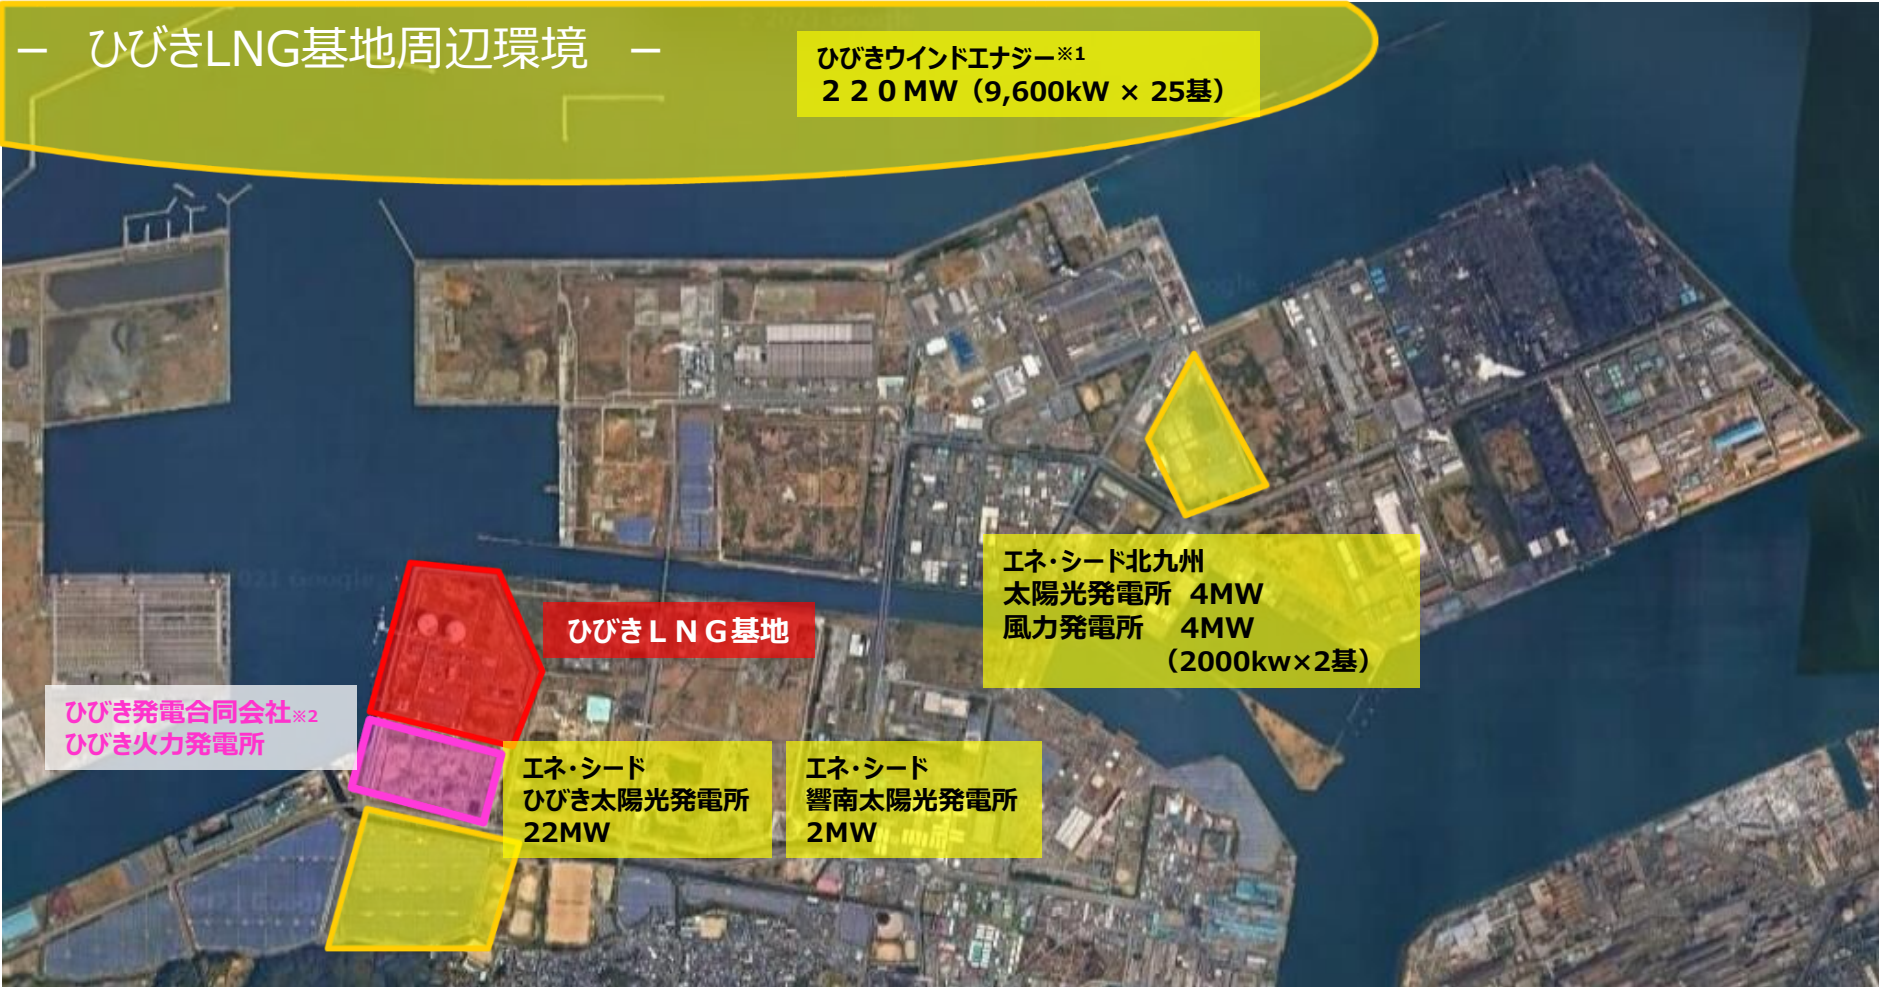 － ひびきLNG基地周辺環境 －
ひびきウインドエナジー※1
２２０MW（9,600kW × 25基）
エネ・シード北九州
太陽光発電所 4MW
風力発電所 4MW
（2000kw×2基）
ひびきＬＮＧ基地
ひびき発電合同会社※2
ひびき火力発電所
エネ・シード
ひびき太陽光発電所
22MW
エネ・シード
響南太陽光発電所
2MW